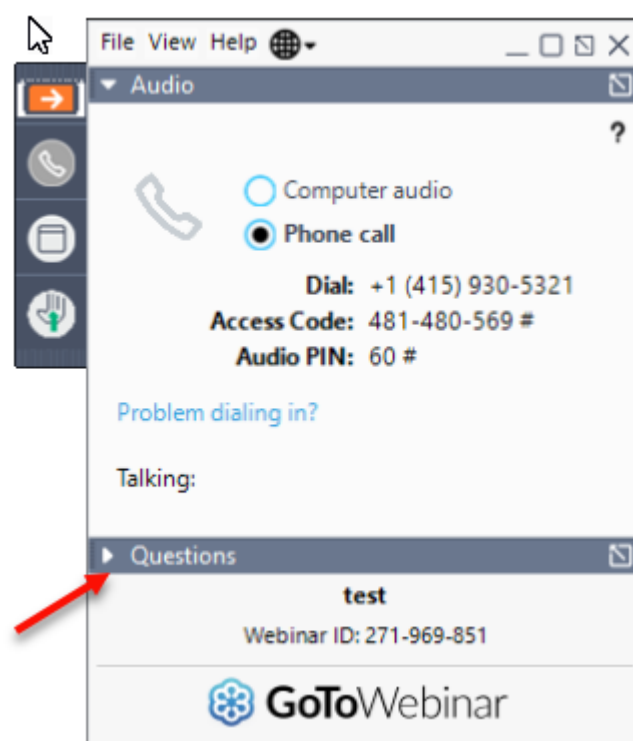 File View Help
Audio
?
Computer audio
Phone call
Dial: +1 (415) 930-5321
Access Code: 481-480-569 #
Audio PIN: 60 #
Problem dialing in?
Talking:
Questions
test
Webinar ID: 271-969-851
GoToWebinar